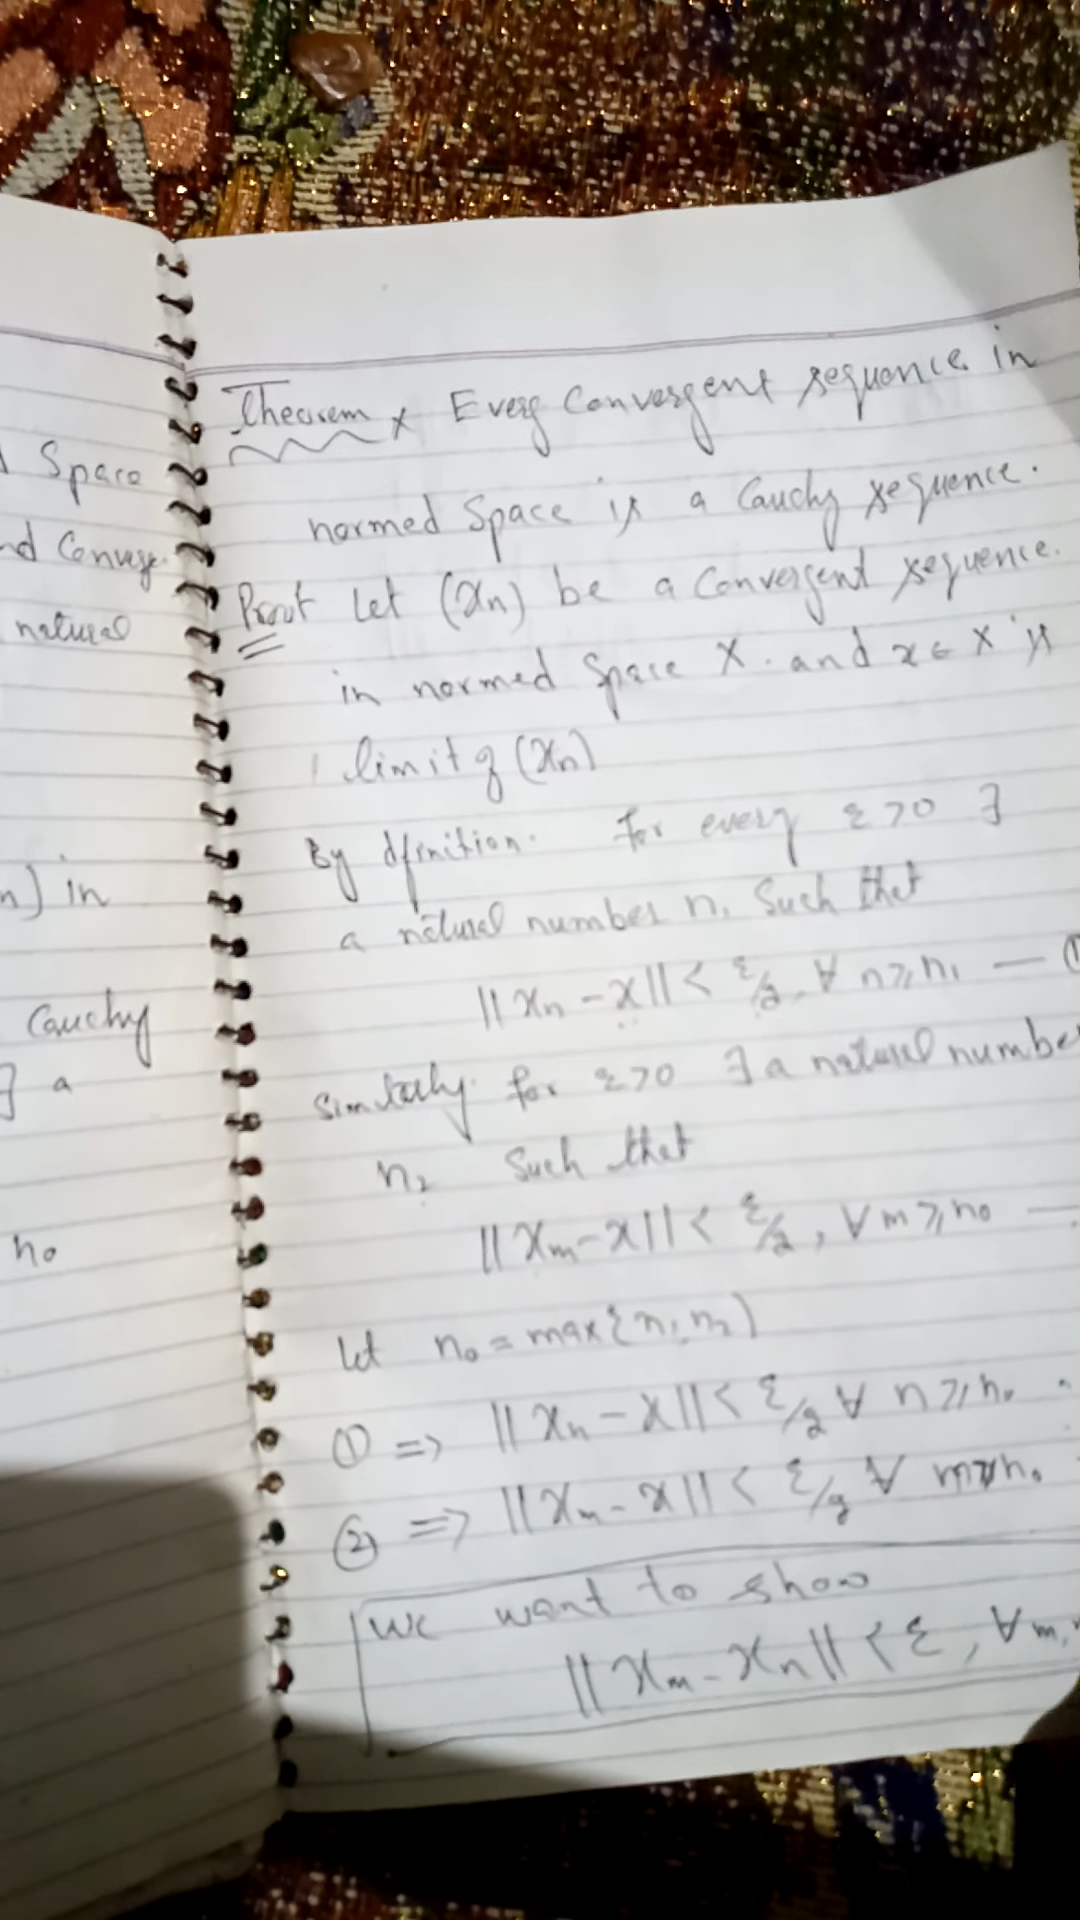 Space
nd Conver.
natural
n) in
Cauchy
∃ a
n₀
Theorem x Every Convergent sequence in
normed Space is a Cauchy sequence.
Proof Let (xn) be a Convergent sequence.
in normed Space X. and x ∈ X is
limit of (xn)
By dfinition. For every ε > 0 ∃
a natural number n₁ Such that
||xn - x|| < ε/2, ∀ n ≥ n₁ — ①
Similarly for ε > 0 ∃ a natural number
n₂ Such that
||xm - x|| < ε/2, ∀ m ≥ n₀ —
let n₀ = max{n₁, n₂)
① => ||xn - x|| < ε/2 ∀ n ≥ n₀
② => ||xm - x|| < ε/2 ∀ m ≥ n₀
We want to show
||xm - xn|| < ε, ∀ m,